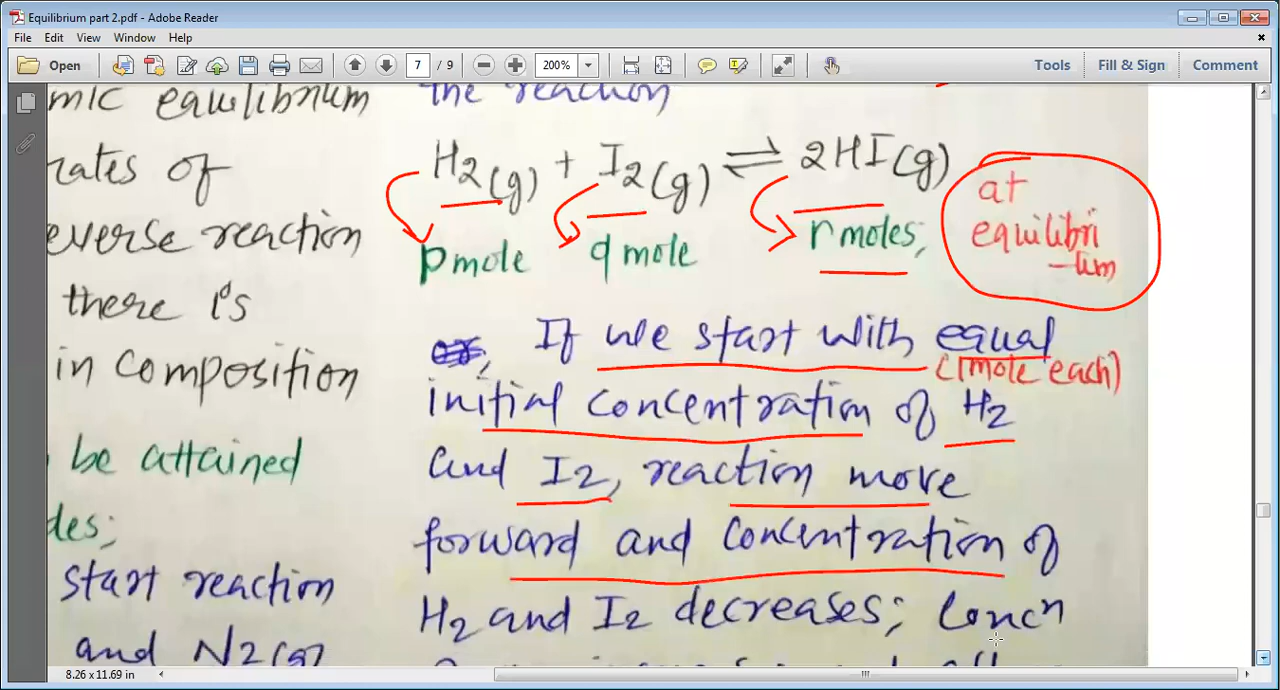 Equilibrium part 2.pdf - Adobe Reader
File Edit View Window Help
Open 7 / 9 200% Tools Fill & Sign Comment
mic equilibrium
rates of
everse reaction
there is
in composition
be attained
des;
start reaction
and N2(g)
the reaction
H2(g) + I2(g) ⇌ 2HI(g)
p mole q mole r moles;
at
equilibri
-um
If we start with equal
(1mole each)
initial concentration of H2
and I2, reaction move
forward and concentration of
H2 and I2 decreases; Concn
8.26 x 11.69 in